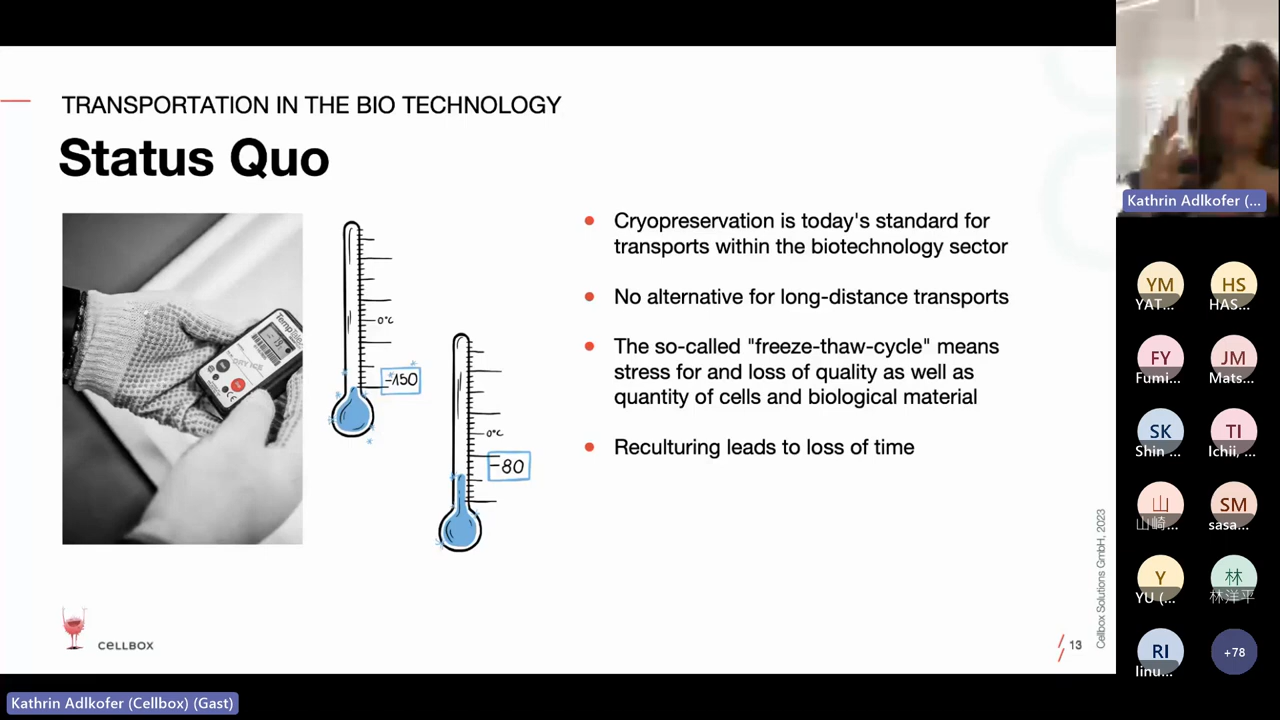 TRANSPORTATION IN THE BIO TECHNOLOGY
Status Quo
0°C
-150
0°C
-80
Cryopreservation is today's standard for
transports within the biotechnology sector
No alternative for long-distance transports
The so-called "freeze-thaw-cycle" means
stress for and loss of quality as well as
quantity of cells and biological material
Reculturing leads to loss of time
CELLBOX
13
Cellbox Solutions GmbH, 2023
Kathrin Adlkofer (Cellbox) (Gast)
Kathrin Adlkofer (...
YM
YAT...
HS
HAS...
FY
Fumi...
JM
Mats...
SK
Shin ...
TI
Ichii, ...
山
山崎...
SM
sasa...
Y
YU (...
林
林洋平
RI
Iinu...
+78